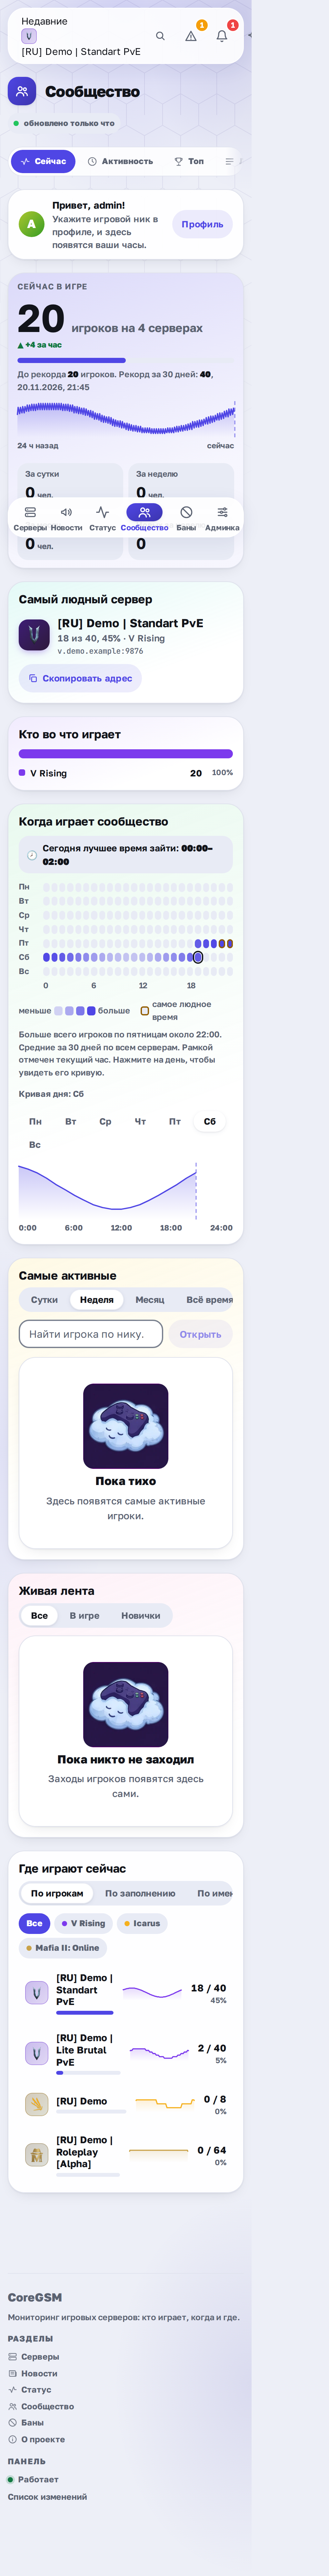 Недавние
[RU] Demo | Standart PvE
1
1
Сообщество
обновлено только что
Сейчас
Активность
Топ
Привет, admin!
Укажите игровой ник в
профиле, и здесь
появятся ваши часы.
Профиль
СЕЙЧАС В ИГРЕ
20 игроков на 4 серверах
▲ +4 за час
До рекорда 20 игроков. Рекорд за 30 дней: 40,
20.11.2026, 21:45
24 ч назад
сейчас
За сутки
0 чел.
За неделю
0 чел.
Серверы
Новости
Статус
Сообщество
Баны
Админка
0 чел.
0
Самый людный сервер
[RU] Demo | Standart PvE
18 из 40, 45% · V Rising
v.demo.example:9876
Скопировать адрес
Кто во что играет
V Rising
20
100%
Когда играет сообщество
Сегодня лучшее время зайти: 00:00–
02:00
Пн
Вт
Ср
Чт
Пт
Сб
Вс
0
6
12
18
меньше
больше
самое людное
время
Больше всего игроков по пятницам около 22:00.
Средние за 30 дней по всем серверам. Рамкой
отмечен текущий час. Нажмите на день, чтобы
увидеть его кривую.
Кривая дня: Сб
Пн
Вт
Ср
Чт
Пт
Сб
Вс
0:00
6:00
12:00
18:00
24:00
Самые активные
Сутки
Неделя
Месяц
Всё время
Найти игрока по нику.
Открыть
Пока тихо
Здесь появятся самые активные
игроки.
Живая лента
Все
В игре
Новички
Пока никто не заходил
Заходы игроков появятся здесь
сами.
Где играют сейчас
По игрокам
По заполнению
По имен
Все
V Rising
Icarus
Mafia II: Online
[RU] Demo |
Standart
PvE
18 / 40
45%
[RU] Demo |
Lite Brutal
PvE
2 / 40
5%
[RU] Demo
0 / 8
0%
[RU] Demo |
Roleplay
[Alpha]
0 / 64
0%
CoreGSM
Мониторинг игровых серверов: кто играет, когда и где.
РАЗДЕЛЫ
Серверы
Новости
Статус
Сообщество
Баны
О проекте
ПАНЕЛЬ
Работает
Список изменений